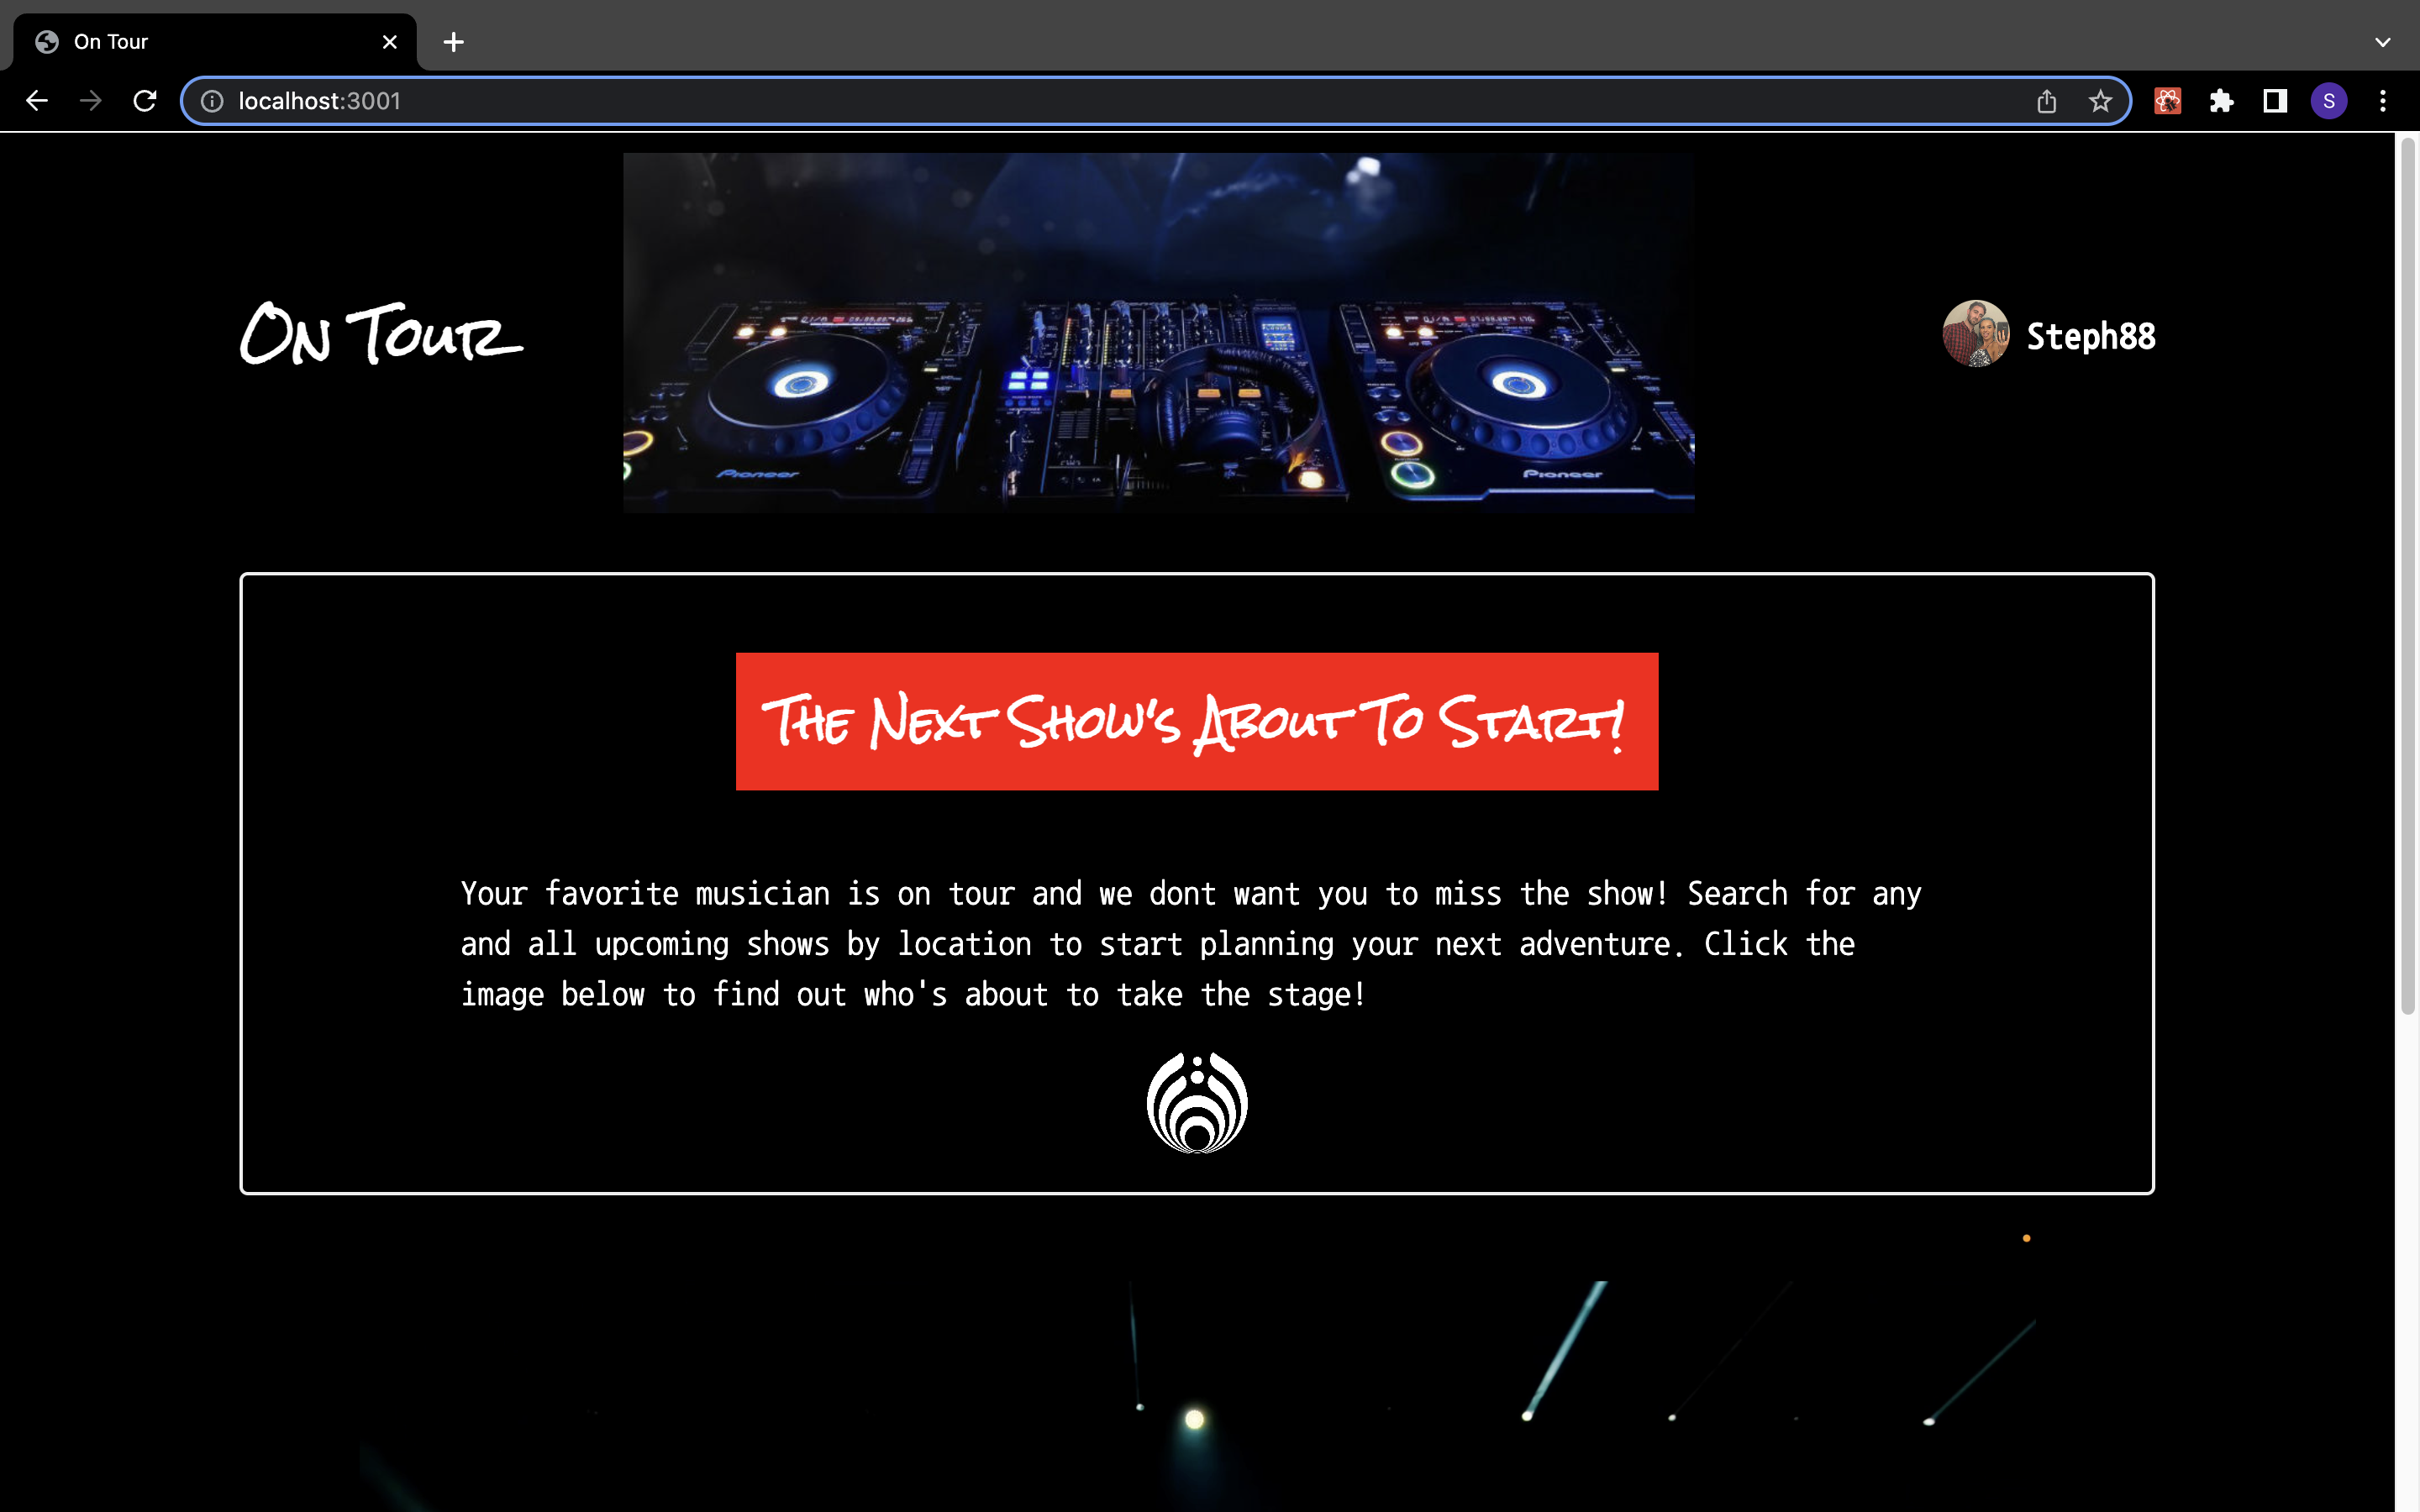 On Tour
localhost:3001
S
On Tour
Pioneer
Pioneer
Steph88
The Next Show's About To Start!
Your favorite musician is on tour and we dont want you to miss the show! Search for any
and all upcoming shows by location to start planning your next adventure. Click the
image below to find out who's about to take the stage!